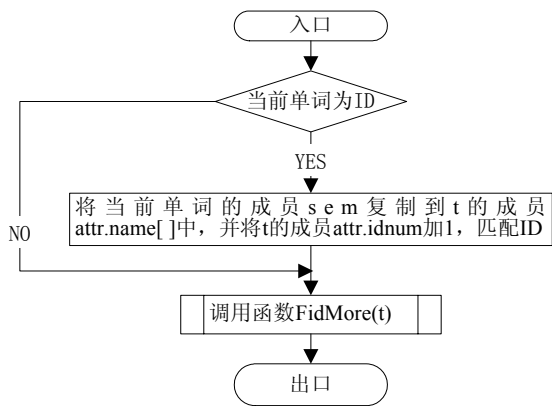 入口
当前单词为ID
YES
将当前单词的成员sem复制到t的成员
attr.name[ ]中，并将t的成员attr.idnum加1，匹配ID
NO
调用函数FidMore(t)
出口